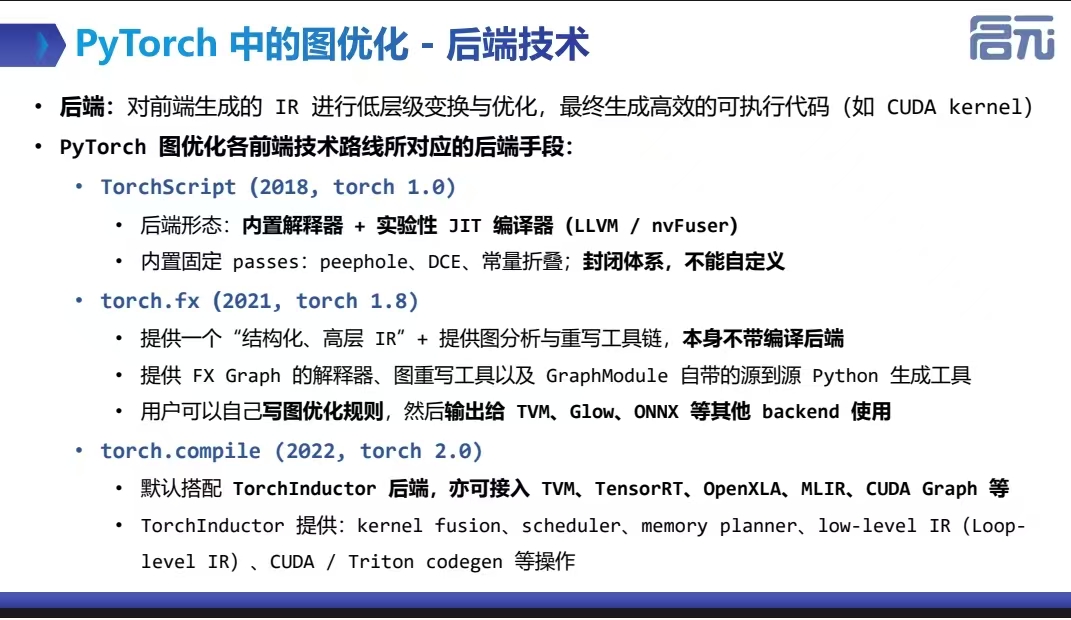 PyTorch 中的图优化 - 后端技术
启元
• 后端：对前端生成的 IR 进行低层级变换与优化，最终生成高效的可执行代码（如 CUDA kernel）
• PyTorch 图优化各前端技术路线所对应的后端手段：
• TorchScript (2018, torch 1.0)
• 后端形态：内置解释器 + 实验性 JIT 编译器（LLVM / nvFuser）
• 内置固定 passes：peephole、DCE、常量折叠；封闭体系，不能自定义
• torch.fx (2021, torch 1.8)
• 提供一个“结构化、高层 IR”+ 提供图分析与重写工具链，本身不带编译后端
• 提供 FX Graph 的解释器、图重写工具以及 GraphModule 自带的源到源 Python 生成工具
• 用户可以自己写图优化规则，然后输出给 TVM、Glow、ONNX 等其他 backend 使用
• torch.compile (2022, torch 2.0)
• 默认搭配 TorchInductor 后端，亦可接入 TVM、TensorRT、OpenXLA、MLIR、CUDA Graph 等
• TorchInductor 提供：kernel fusion、scheduler、memory planner、low-level IR（Loop-
level IR）、CUDA / Triton codegen 等操作